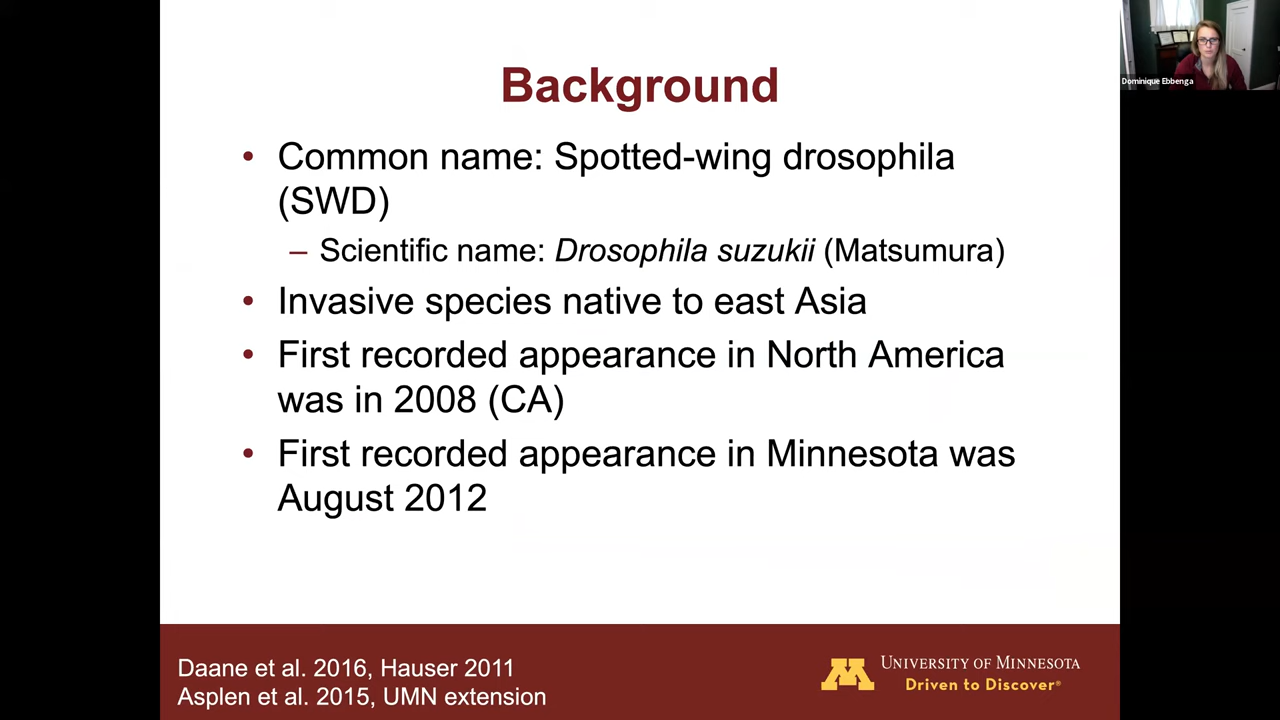 Background
• Common name: Spotted-wing drosophila
(SWD)
– Scientific name: Drosophila suzukii (Matsumura)
• Invasive species native to east Asia
• First recorded appearance in North America
was in 2008 (CA)
• First recorded appearance in Minnesota was
August 2012
Daane et al. 2016, Hauser 2011
Asplen et al. 2015, UMN extension
M
UNIVERSITY OF MINNESOTA
Driven to Discover®
Dominique Ebbenga